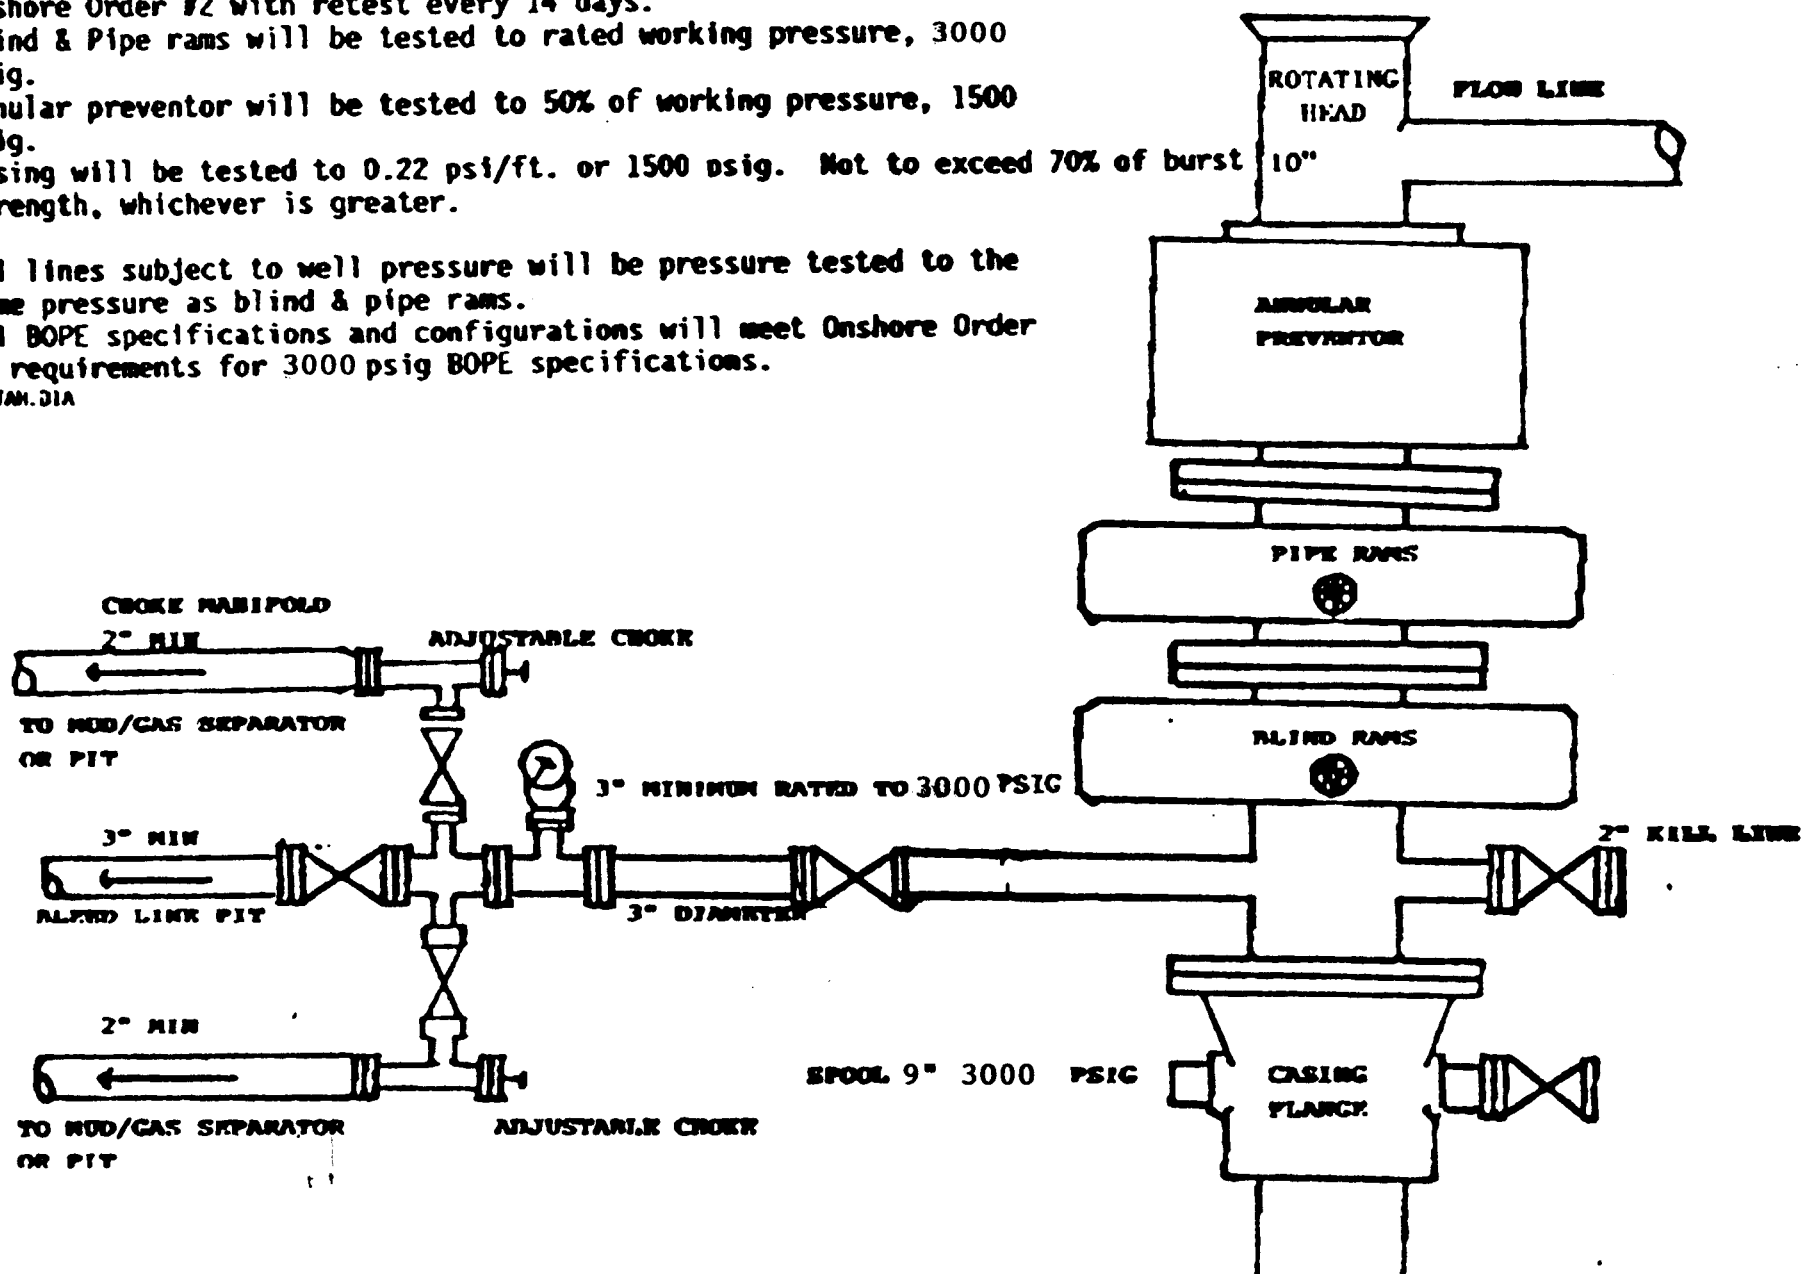 shore Order #2 with retest every 14 days.
ind & Pipe rams will be tested to rated working pressure, 3000
ig.
nular preventor will be tested to 50% of working pressure, 1500
ig.
sing will be tested to 0.22 psi/ft. or 1500 psig. Not to exceed 70% of burst
rength, whichever is greater.
l lines subject to well pressure will be pressure tested to the
me pressure as blind & pipe rams.
l BOPE specifications and configurations will meet Onshore Order
requirements for 3000 psig BOPE specifications.
TAH.DIA
ROTATING
HEAD
FLOW LINE
10"
ANNULAR
PREVENTOR
PIPE RAMS
CHOKE MANIFOLD
2" MIN
ADJUSTABLE CHOKE
TO MUD/GAS SEPARATOR
OR PIT
BLIND RAMS
3" MINIMUM RATED TO 3000 PSIG
3" MIN
2" KILL LINE
BLEED LINE PIT
3" DIAMETER
2" MIN
SPOOL 9" 3000 PSIG
CASING
FLANGE
TO MUD/GAS SEPARATOR
OR PIT
ADJUSTABLE CHOKE